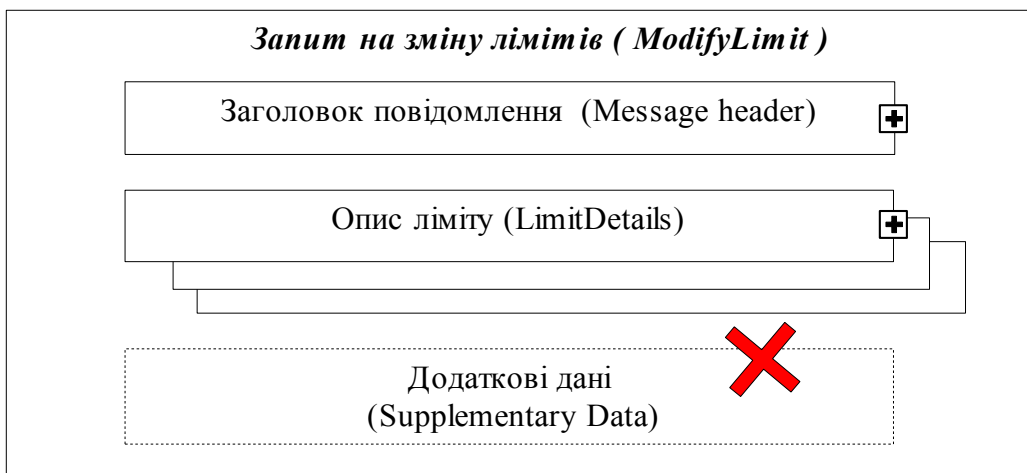 Запит на зміну лімітів ( ModifyLimit )
Заголовок повідомлення (Message header)
Опис ліміту (LimitDetails)
Додаткові дані
(Supplementary Data)